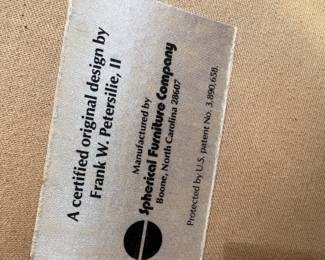 A certified original design by
Frank W. Petersilie, II
Manufactured by
Spherical Furniture Company
Boone, North Carolina 28607
Protected by U.S. patent No. 3,890,658.